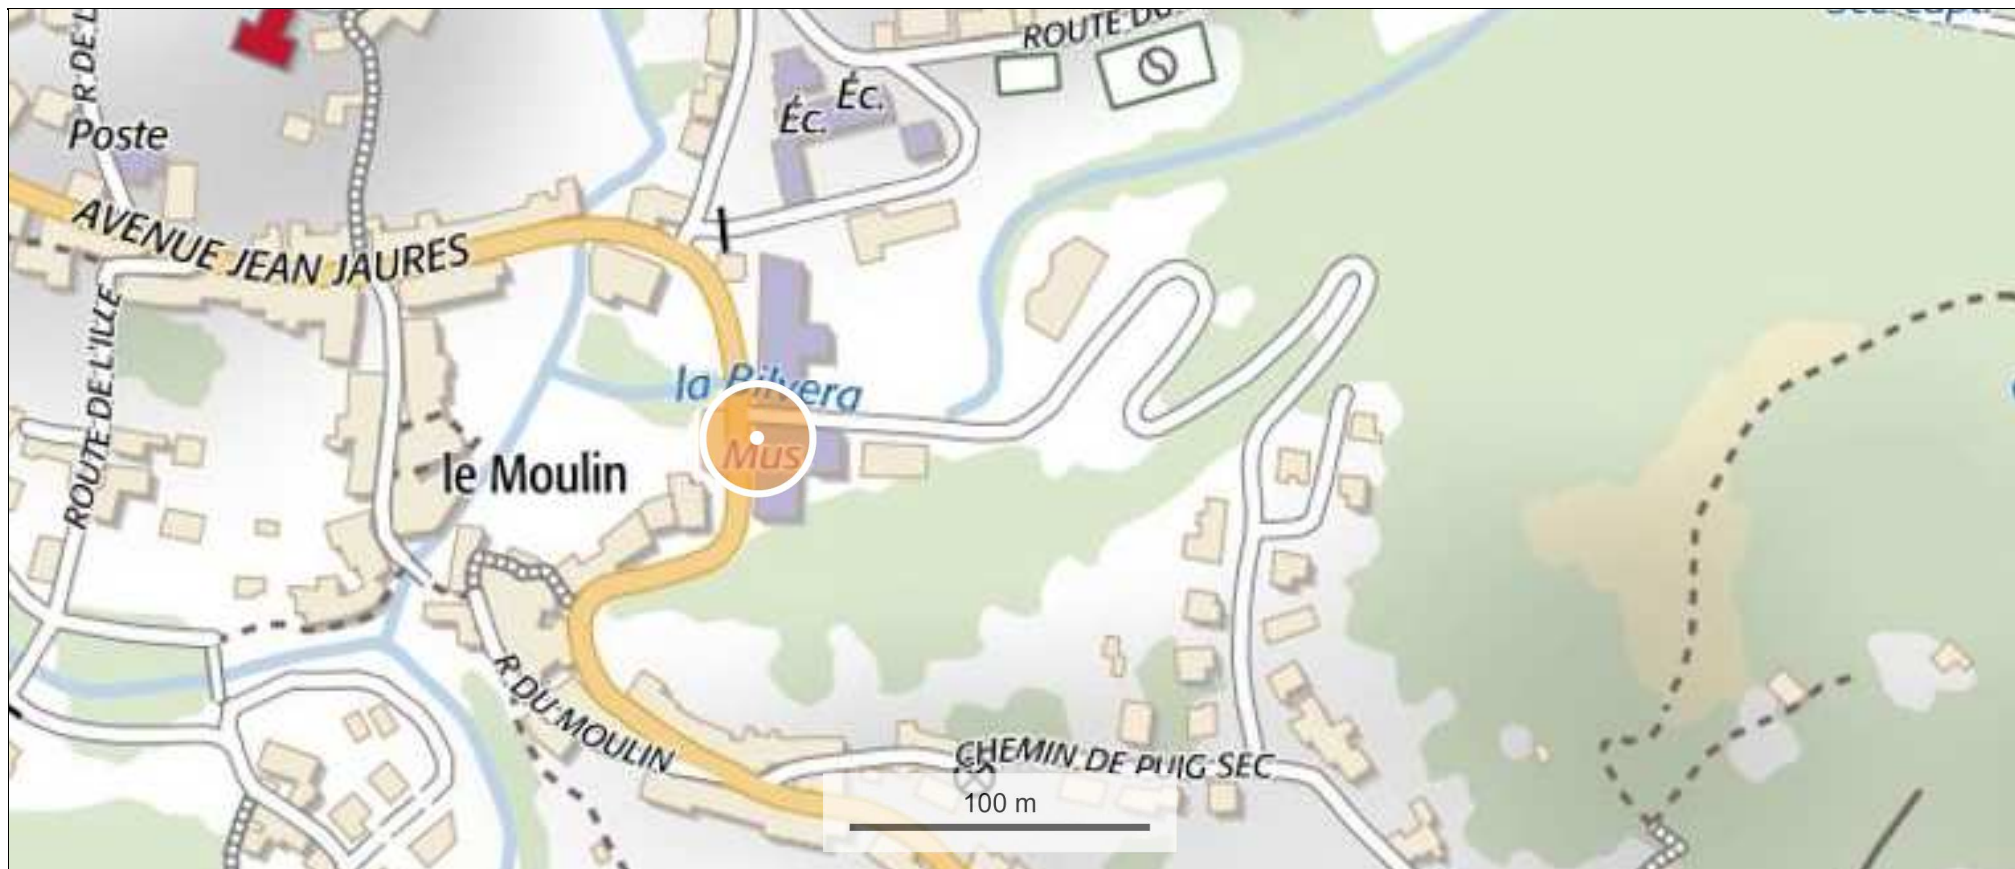 R DE L
ROUTE DU
Éc.
Éc.
Poste
AVENUE JEAN JAURES
ROUTE DE L'ILLE
la Rilvera
Mus
le Moulin
R DU MOULIN
CHEMIN DE PUIG SEC
100 m